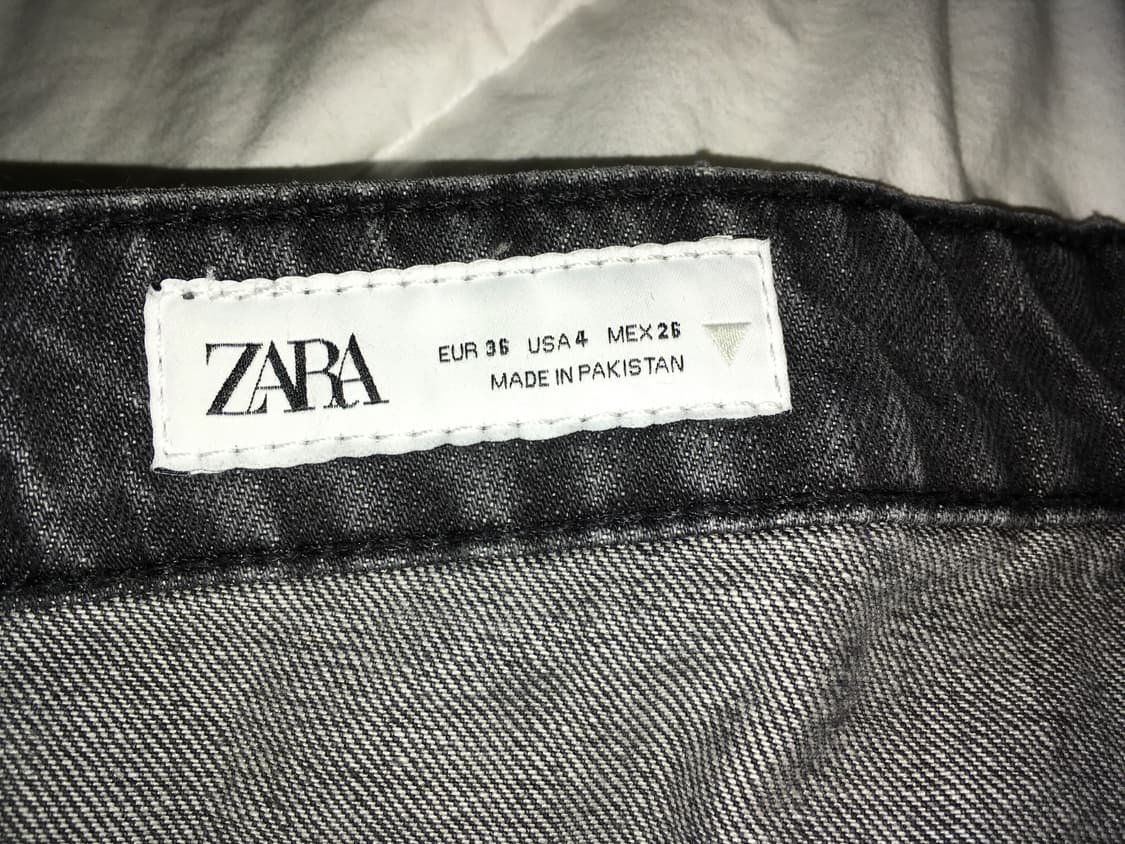 ZARA
EUR 36 USA 4 MEX 26
MADE IN PAKISTAN